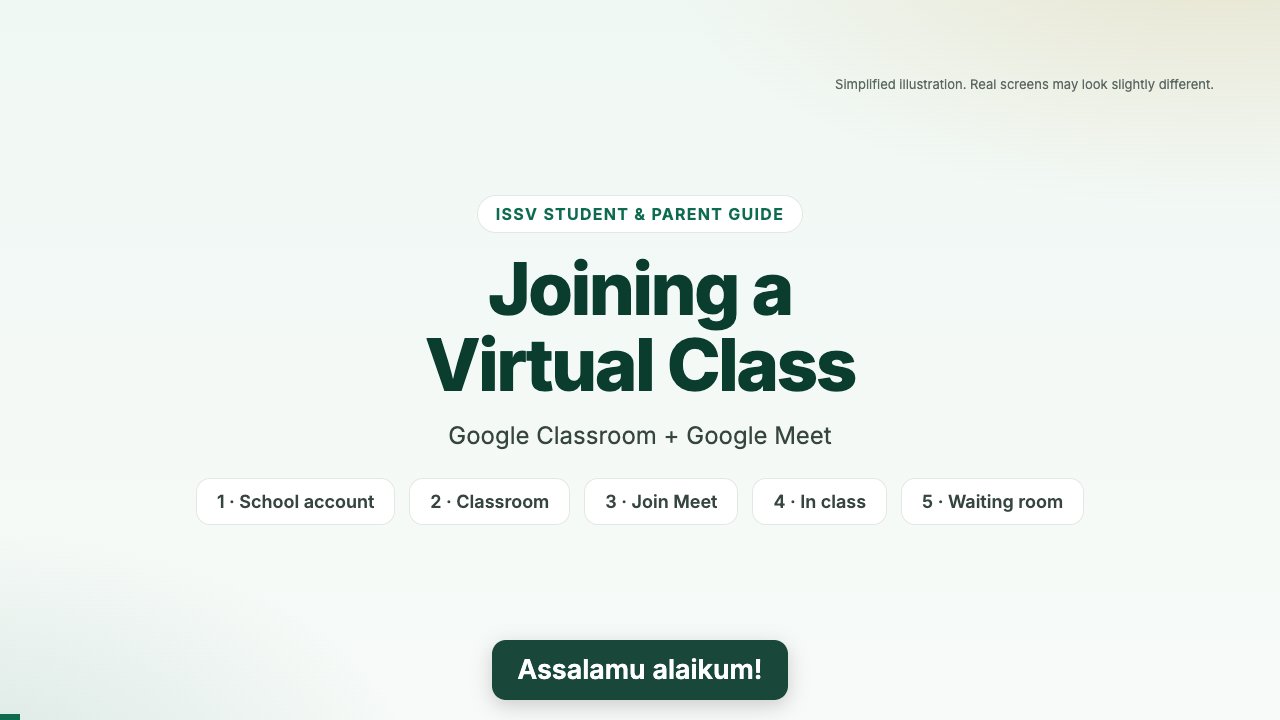 Simplified illustration. Real screens may look slightly different.
ISSV STUDENT & PARENT GUIDE
Joining a
Virtual Class
Google Classroom + Google Meet
1 · School account
2 · Classroom
3 · Join Meet
4 · In class
5 · Waiting room
Assalamu alaikum!